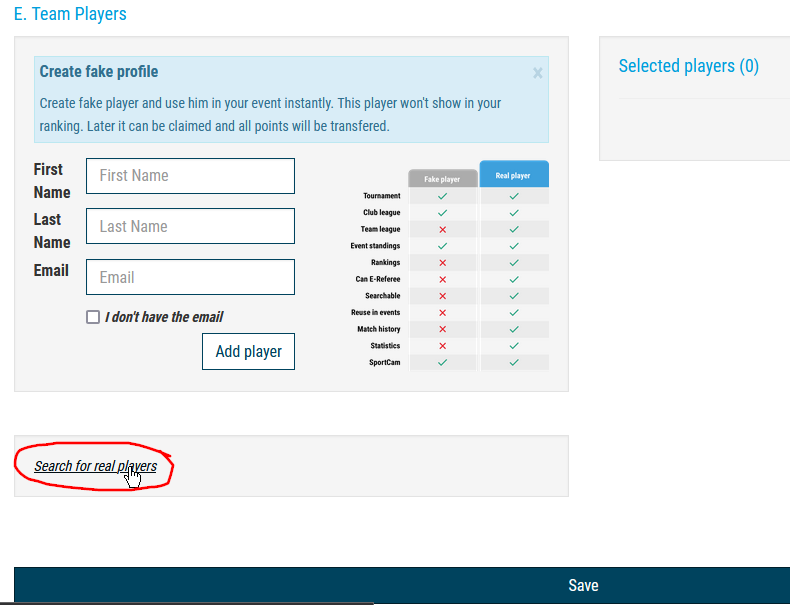 E. Team Players
Create fake profile
x
Create fake player and use him in your event instantly. This player won't show in your
ranking. Later it can be claimed and all points will be transfered.
First
Name
First Name
Last
Name
Last Name
Email
Email
I don't have the email
Add player
Fake player
Real player
Tournament
Club league
Team league
Event standings
Rankings
Can E-Referee
Searchable
Reuse in events
Match history
Statistics
SportCam
Selected players (0)
Search for real players
Save